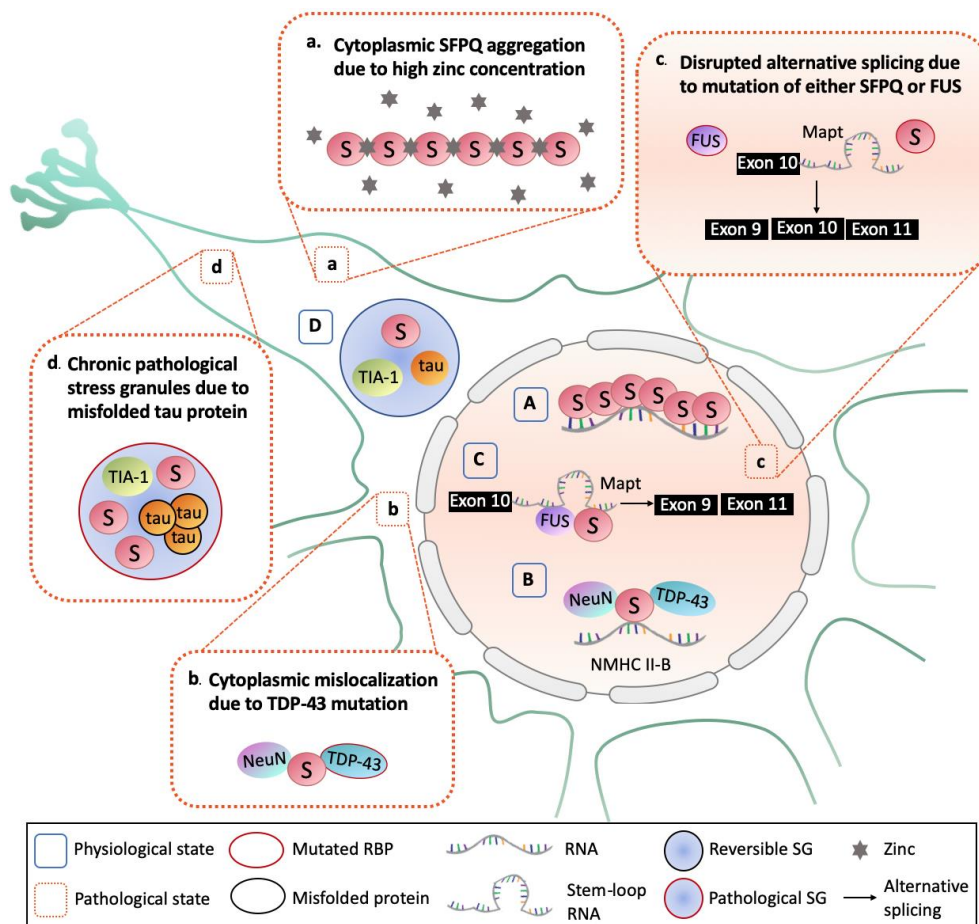 a. Cytoplasmic SFPQ aggregation
due to high zinc concentration
S S S S S S
c. Disrupted alternative splicing due
to mutation of either SFPQ or FUS
FUS
Mapt
S
Exon 10
Exon 9 Exon 10 Exon 11
d
a
c
b
D
S
TIA-1 tau
d. Chronic pathological
stress granules due to
misfolded tau protein
TIA-1 S
S tau tau
tau
S
A
S S S S S S
C
Exon 10
Mapt
FUS S
Exon 9 Exon 11
B
NeuN S TDP-43
NMHC II-B
b. Cytoplasmic mislocalization
due to TDP-43 mutation
NeuN S TDP-43
Physiological state
Mutated RBP
RNA
Reversible SG
Zinc
Pathological state
Misfolded protein
Stem-loop
RNA
Pathological SG
Alternative
splicing